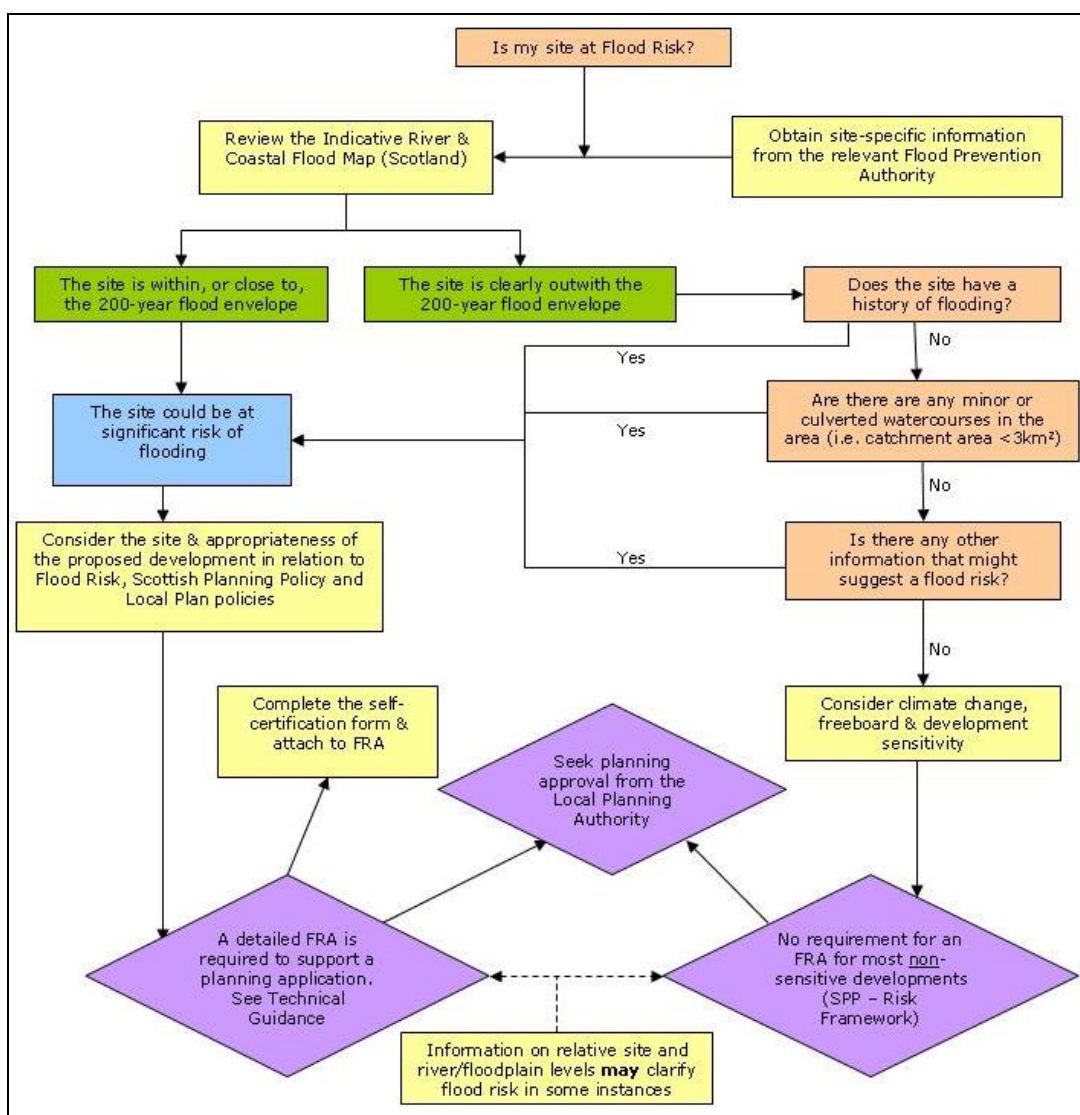 Is my site at Flood Risk?
Review the Indicative River &
Coastal Flood Map (Scotland)
Obtain site-specific information
from the relevant Flood Prevention
Authority
The site is within, or close to,
the 200-year flood envelope
The site is clearly outwith the
200-year flood envelope
Does the site have a
history of flooding?
Yes
No
The site could be at
significant risk of
flooding
Are there are any minor or
culverted watercourses in the
area (i.e. catchment area <3km²)
Yes
No
Consider the site & appropriateness of
the proposed development in relation to
Flood Risk, Scottish Planning Policy and
Local Plan policies
Is there any other
information that might
suggest a flood risk?
Yes
No
Complete the self-
certification form &
attach to FRA
Seek planning
approval from the
Local Planning
Authority
Consider climate change,
freeboard & development
sensitivity
A detailed FRA is
required to support a
planning application.
See Technical
Guidance
No requirement for an
FRA for most non-
sensitive developments
(SPP – Risk
Framework)
Information on relative site and
river/floodplain levels may clarify
flood risk in some instances